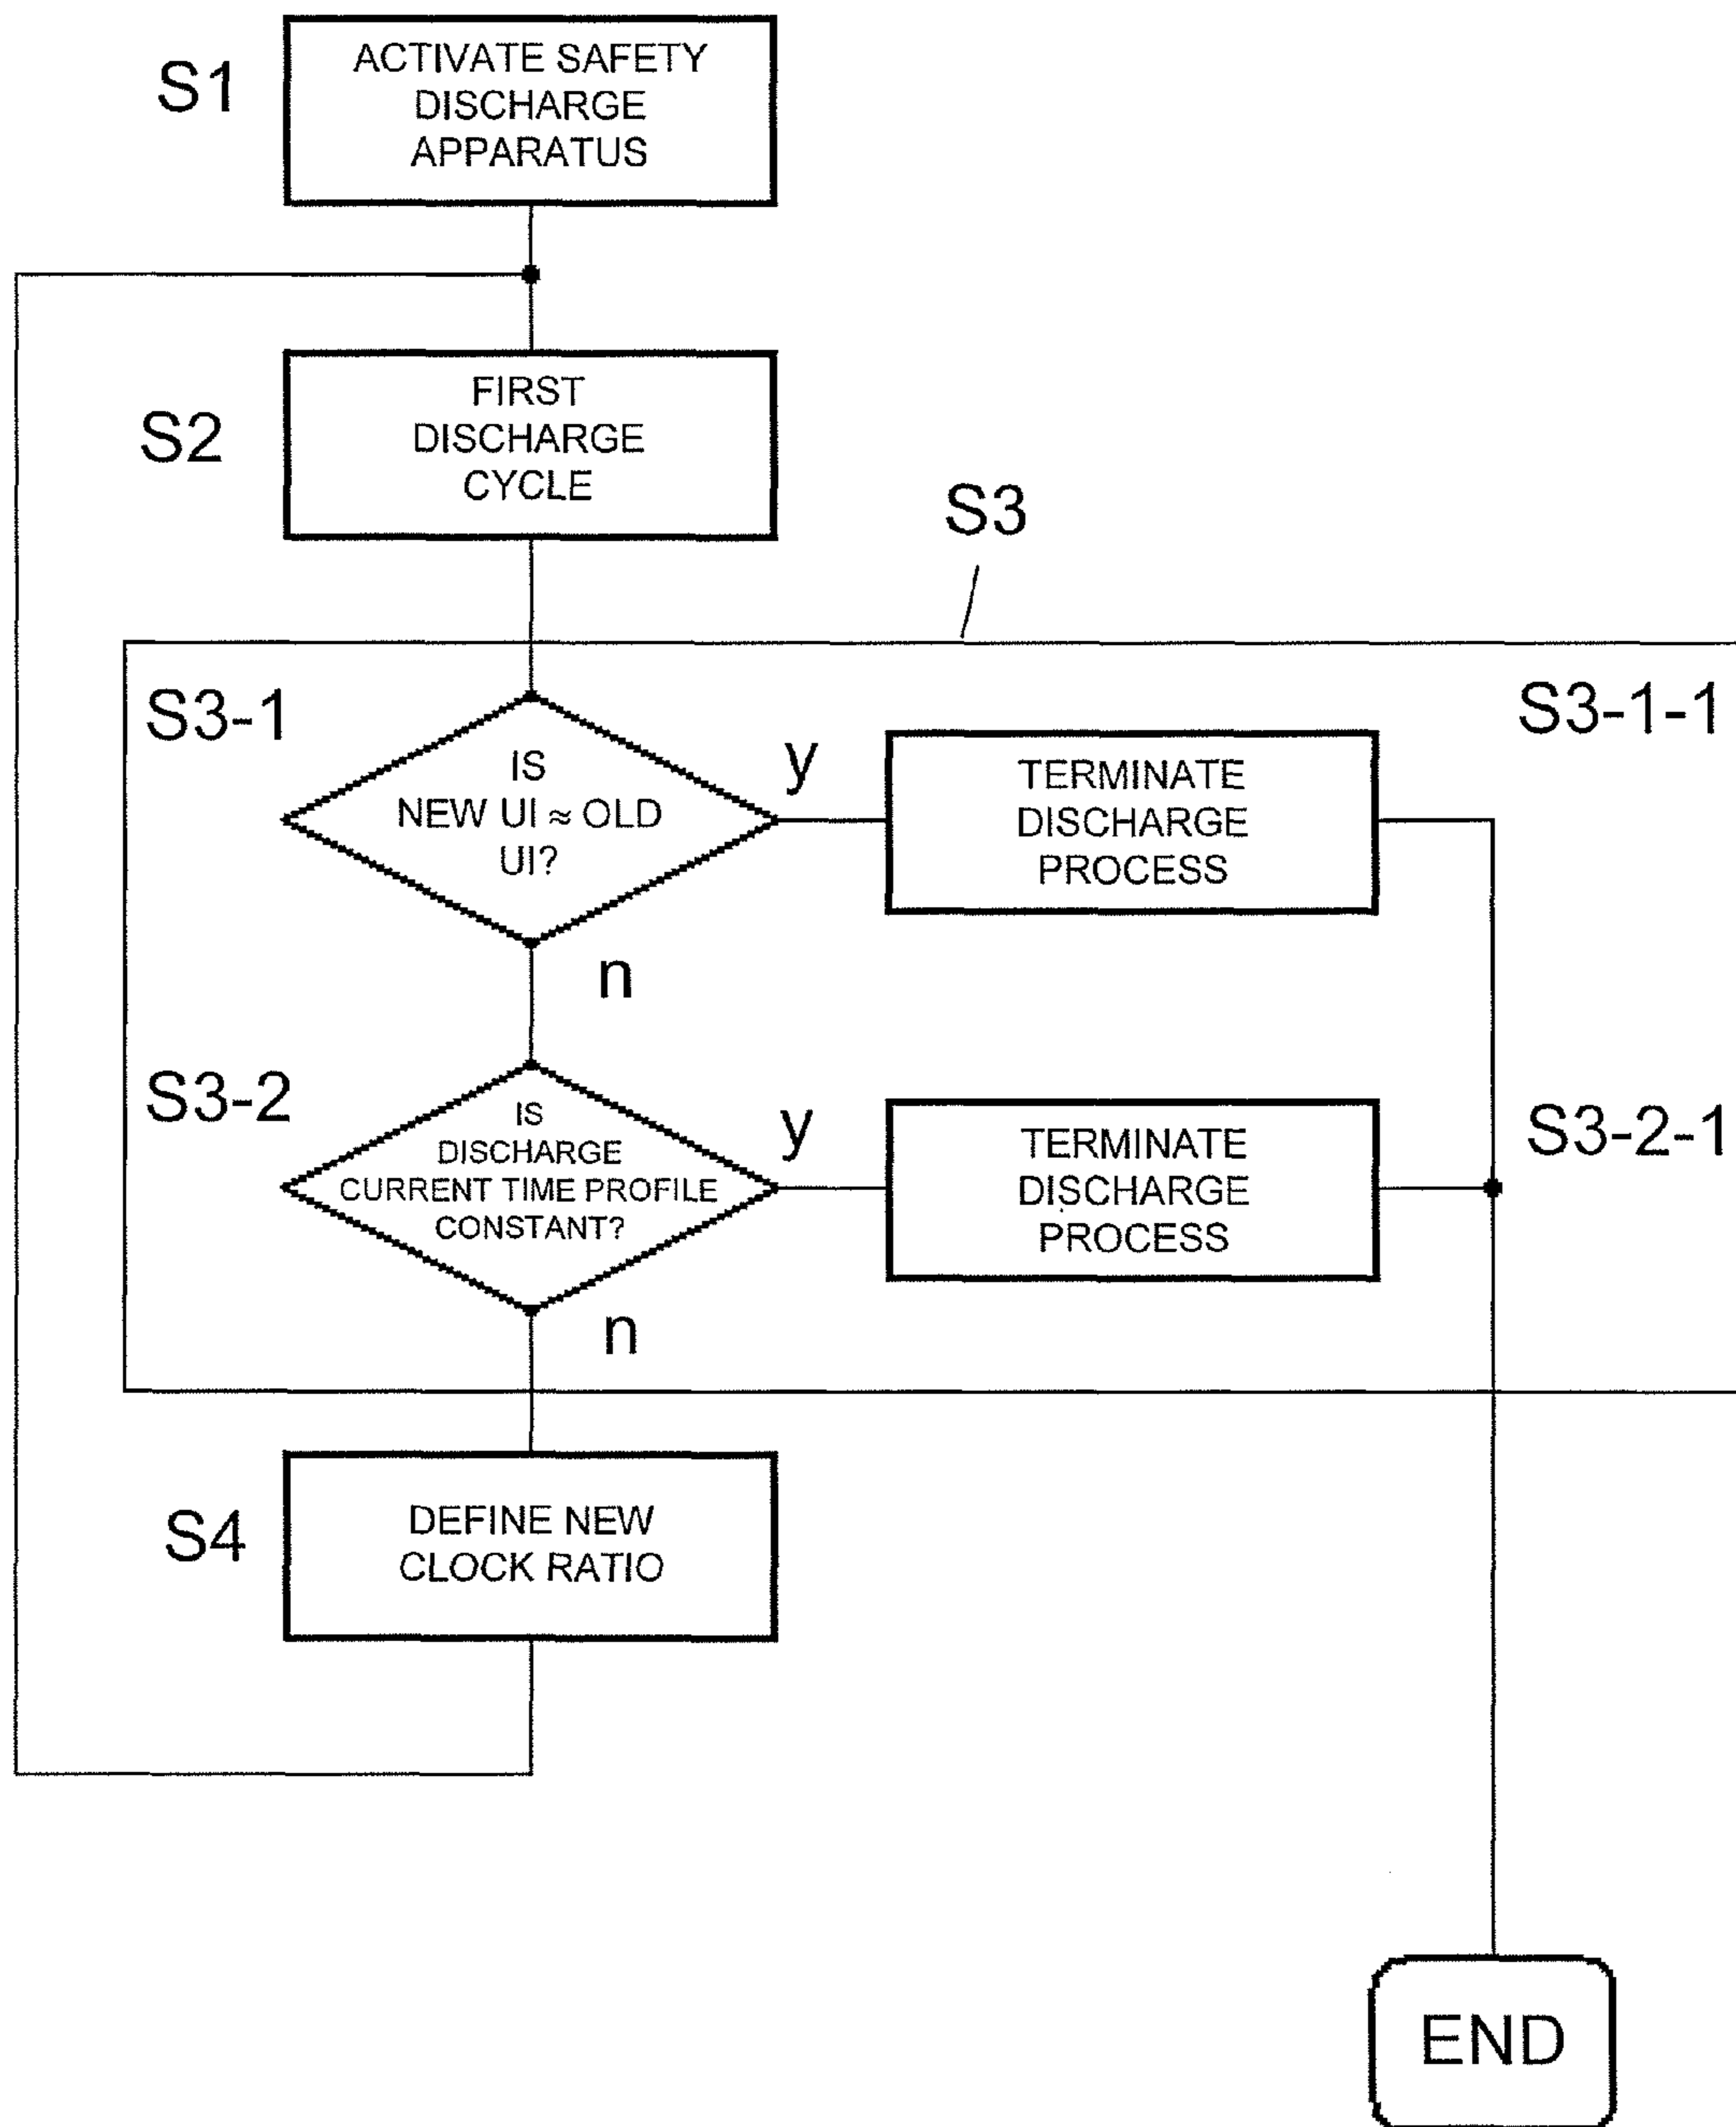 S1
ACTIVATE SAFETY
DISCHARGE
APPARATUS
S2
FIRST
DISCHARGE
CYCLE
S3
S3-1
IS
NEW UI ≈ OLD
UI?
y
n
TERMINATE
DISCHARGE
PROCESS
S3-1-1
S3-2
IS
DISCHARGE
CURRENT TIME PROFILE
CONSTANT?
y
n
TERMINATE
DISCHARGE
PROCESS
S3-2-1
S4
DEFINE NEW
CLOCK RATIO
END